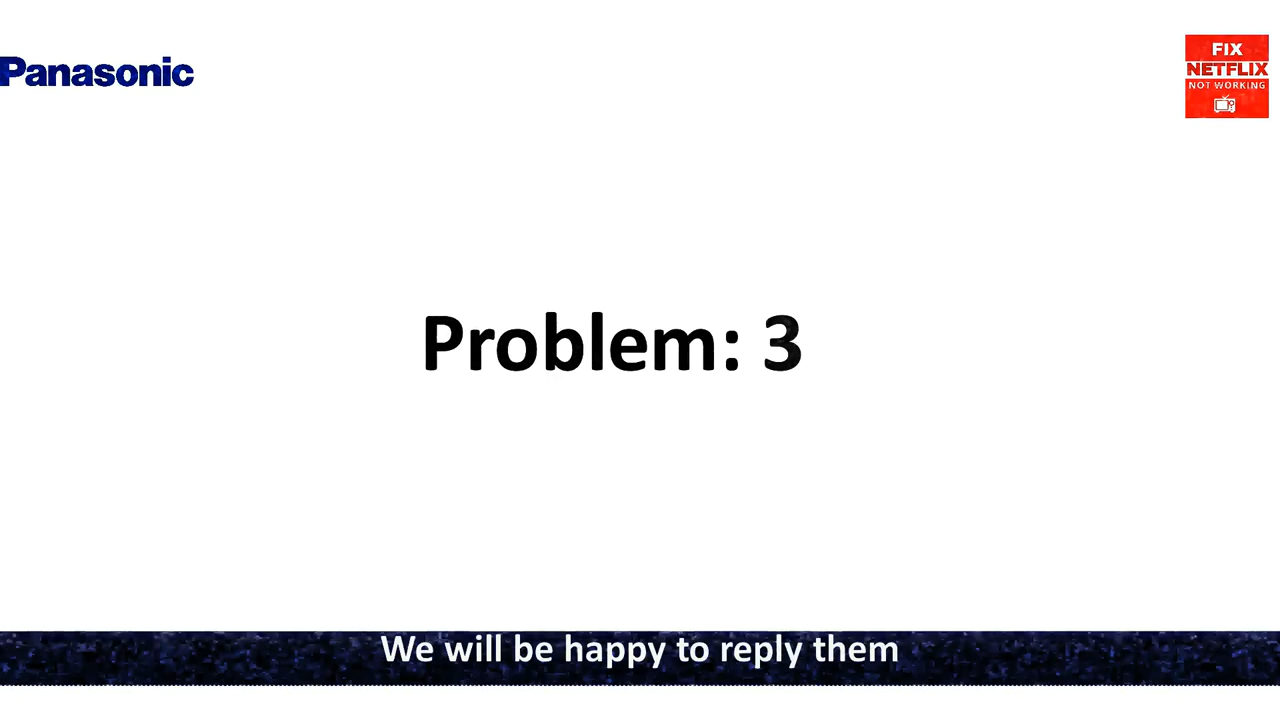 Panasonic
FIX
NETFLIX
NOT WORKING
Problem: 3
We will be happy to reply them